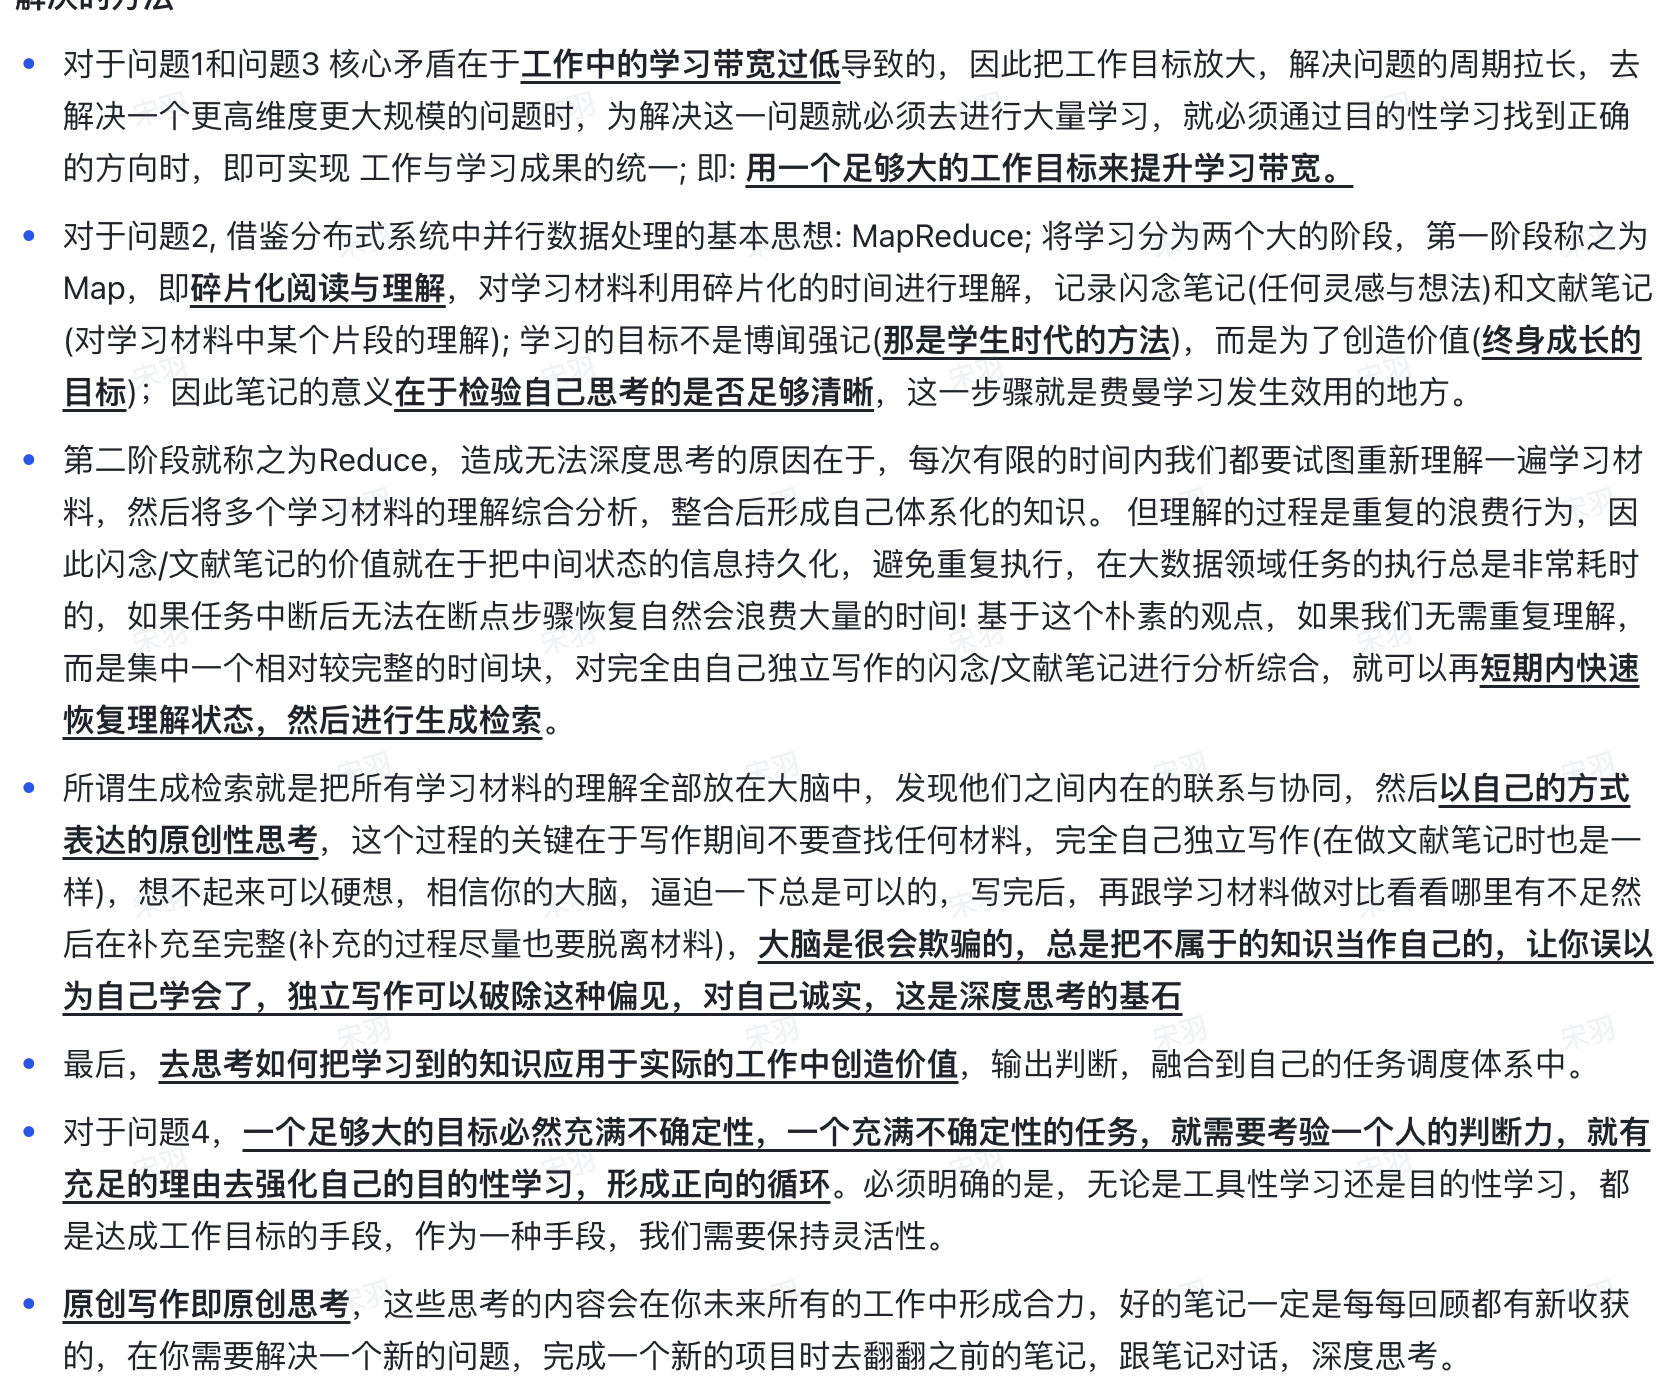 解决的方法
对于问题1和问题3 核心矛盾在于工作中的学习带宽过低导致的，因此把工作目标放大，解决问题的周期拉长，去
解决一个更高维度更大规模的问题时，为解决这一问题就必须去进行大量学习，就必须通过目的性学习找到正确
的方向时，即可实现 工作与学习成果的统一; 即: 用一个足够大的工作目标来提升学习带宽。
对于问题2, 借鉴分布式系统中并行数据处理的基本思想: MapReduce; 将学习分为两个大的阶段，第一阶段称之为
Map，即碎片化阅读与理解，对学习材料利用碎片化的时间进行理解，记录闪念笔记(任何灵感与想法)和文献笔记
(对学习材料中某个片段的理解); 学习的目标不是博闻强记(那是学生时代的方法)，而是为了创造价值(终身成长的
目标)；因此笔记的意义在于检验自己思考的是否足够清晰，这一步骤就是费曼学习发生效用的地方。
第二阶段就称之为Reduce，造成无法深度思考的原因在于，每次有限的时间内我们都要试图重新理解一遍学习材
料，然后将多个学习材料的理解综合分析，整合后形成自己体系化的知识。 但理解的过程是重复的浪费行为，因
此闪念/文献笔记的价值就在于把中间状态的信息持久化，避免重复执行，在大数据领域任务的执行总是非常耗时
的，如果任务中断后无法在断点步骤恢复自然会浪费大量的时间! 基于这个朴素的观点，如果我们无需重复理解，
而是集中一个相对较完整的时间块，对完全由自己独立写作的闪念/文献笔记进行分析综合，就可以再短期内快速
恢复理解状态，然后进行生成检索。
所谓生成检索就是把所有学习材料的理解全部放在大脑中，发现他们之间内在的联系与协同，然后以自己的方式
表达的原创性思考，这个过程的关键在于写作期间不要查找任何材料，完全自己独立写作(在做文献笔记时也是一
样)，想不起来可以硬想，相信你的大脑，逼迫一下总是可以的，写完后，再跟学习材料做对比看看哪里有不足然
后在补充至完整(补充的过程尽量也要脱离材料)，大脑是很会欺骗的，总是把不属于的知识当作自己的，让你误以
为自己学会了，独立写作可以破除这种偏见，对自己诚实，这是深度思考的基石
最后，去思考如何把学习到的知识应用于实际的工作中创造价值，输出判断，融合到自己的任务调度体系中。
对于问题4，一个足够大的目标必然充满不确定性，一个充满不确定性的任务，就需要考验一个人的判断力，就有
充足的理由去强化自己的目的性学习，形成正向的循环。必须明确的是，无论是工具性学习还是目的性学习，都
是达成工作目标的手段，作为一种手段，我们需要保持灵活性。
原创写作即原创思考，这些思考的内容会在你未来所有的工作中形成合力，好的笔记一定是每每回顾都有新收获
的，在你需要解决一个新的问题，完成一个新的项目时去翻翻之前的笔记，跟笔记对话，深度思考。